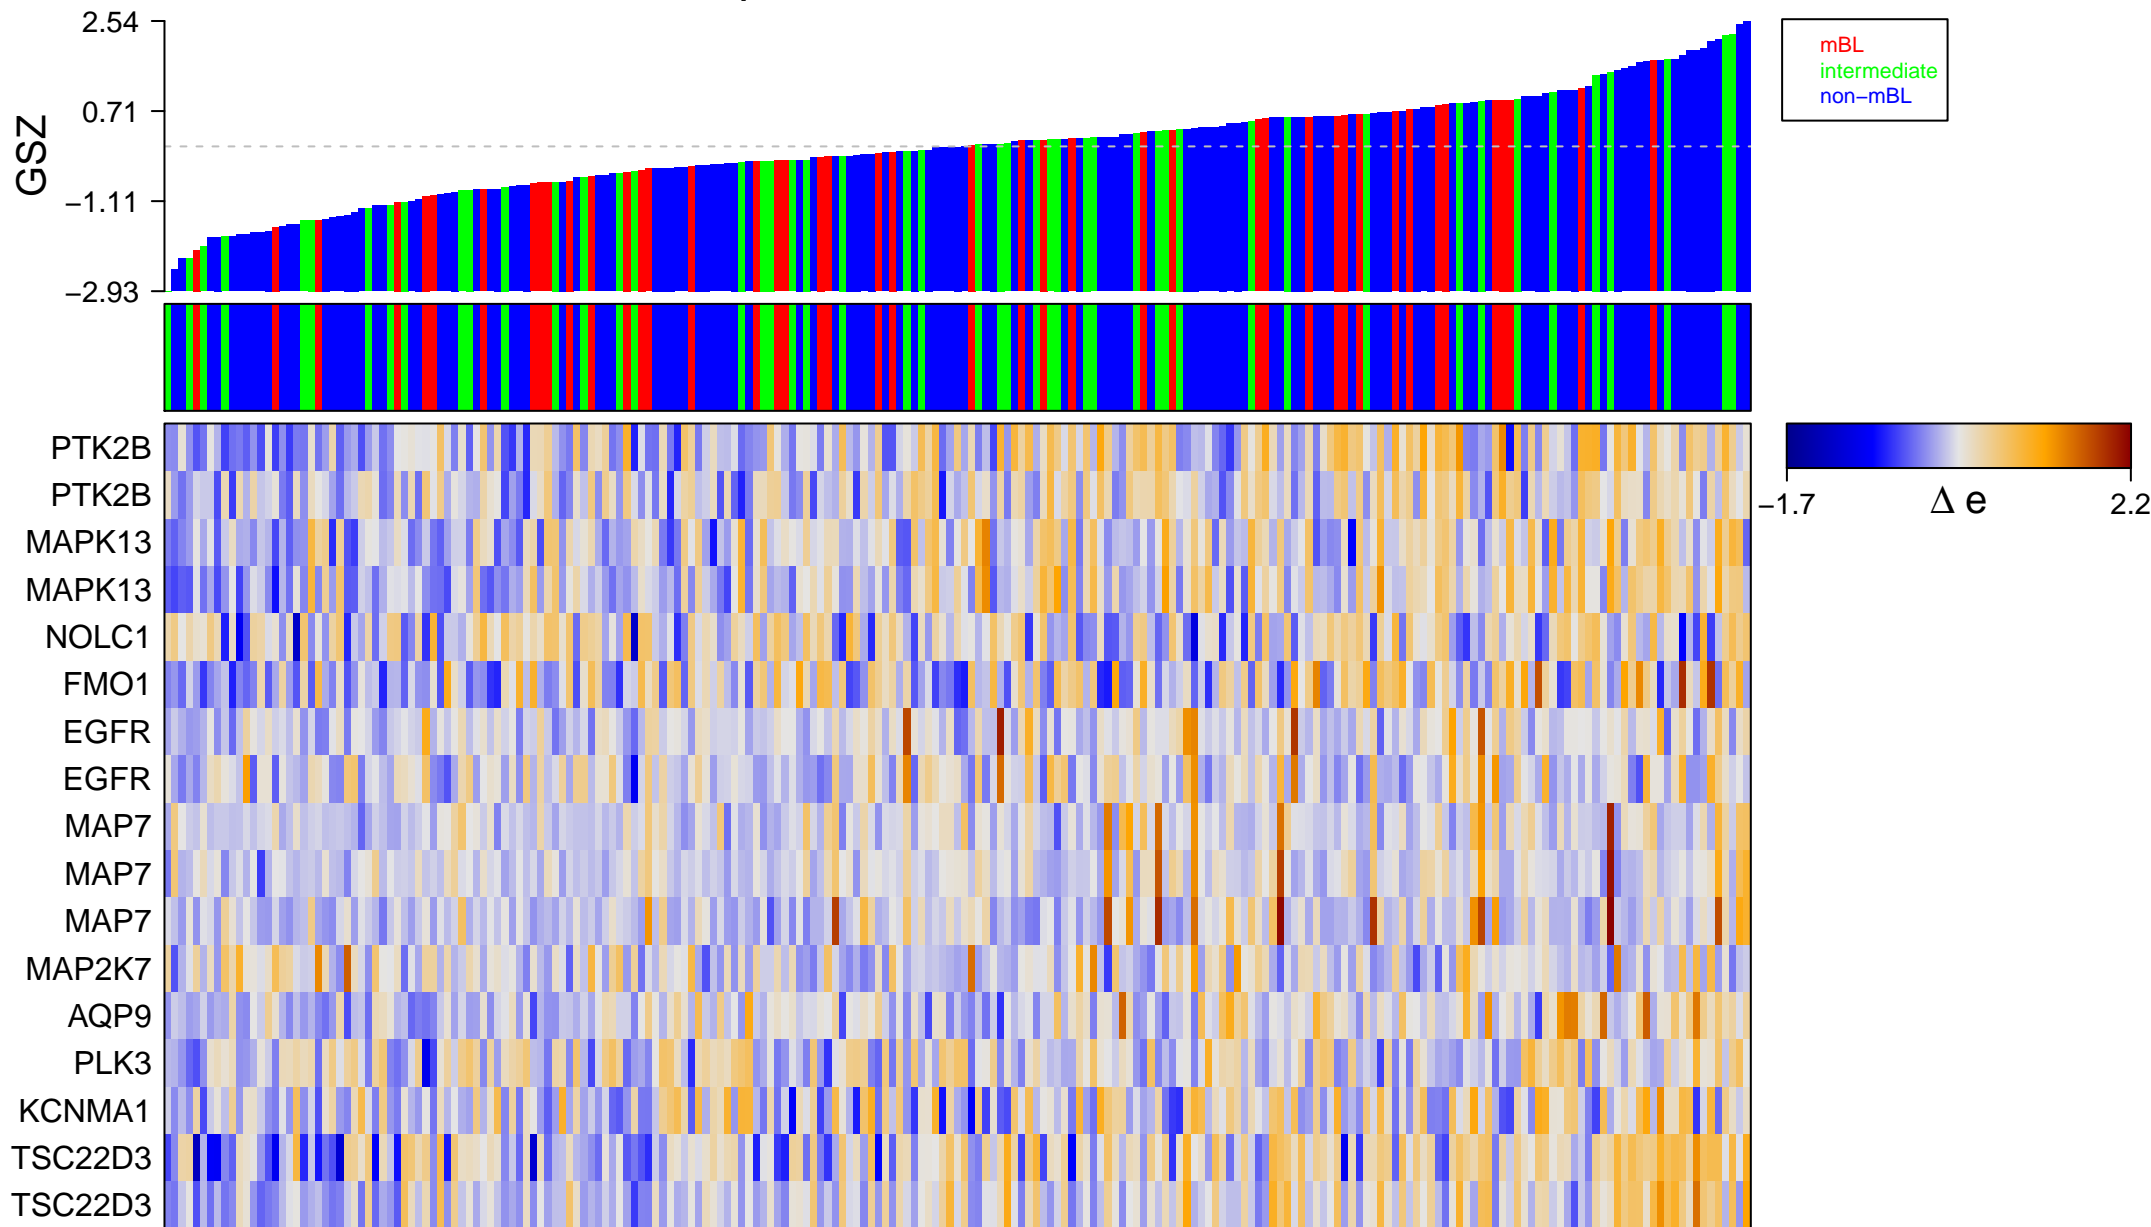 2.54
0.71
−1.11
−2.93
GSZ
mBL
intermediate
non−mBL
PTK2B
PTK2B
MAPK13
MAPK13
NOLC1
FMO1
EGFR
EGFR
MAP7
MAP7
MAP7
MAP2K7
AQP9
PLK3
KCNMA1
TSC22D3
TSC22D3
−1.7
Δ e
2.2